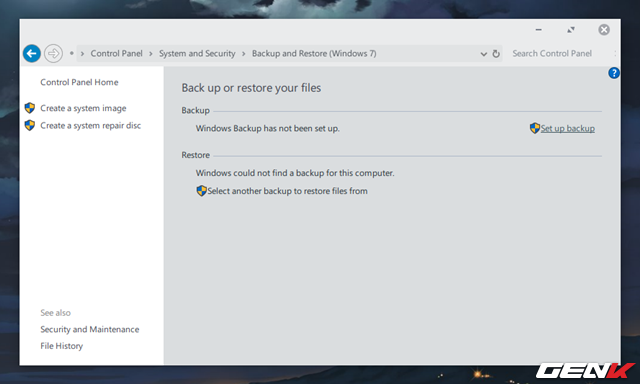 Control Panel > System and Security > Backup and Restore (Windows 7)
Search Control Panel
?
Control Panel Home
Create a system image
Create a system repair disc
See also
Security and Maintenance
File History
Back up or restore your files
Backup
Windows Backup has not been set up.
Set up backup
Restore
Windows could not find a backup for this computer.
Select another backup to restore files from
GENK